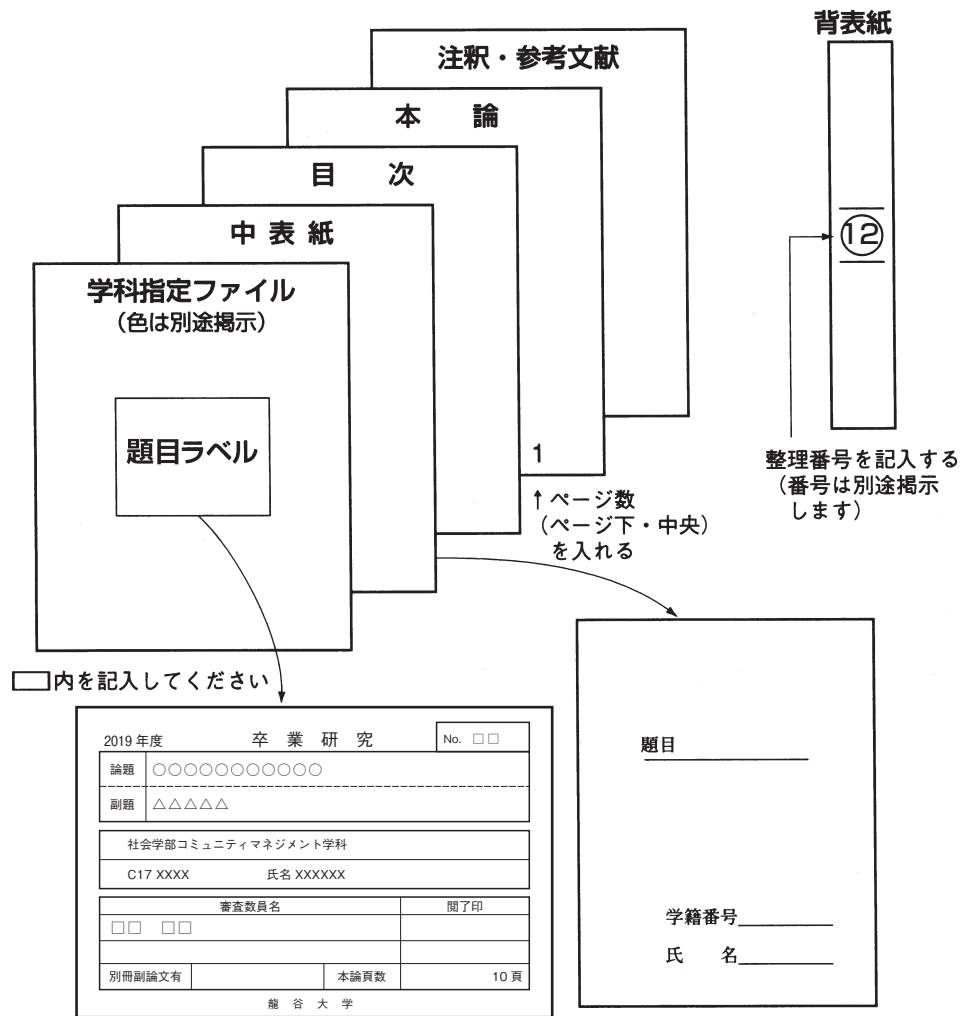 背表紙
注釈・参考文献
本　論
目　次
中表紙
学科指定ファイル
（色は別途掲示）
題目ラベル
12
1
↑ページ数
（ページ下・中央）
を入れる
整理番号を記入する
（番号は別途掲示
します）
□内を記入してください
2019 年度　卒 業 研 究　No. □□
論題　○○○○○○○○○○○
副題　△△△△△
社会学部コミュニティマネジメント学科
C17 XXXX　氏名 XXXXXX
審査数員名　閲了印
□□　□□
別冊副論文有　本論頁数　10 頁
龍 谷 大 学
題目
学籍番号
氏　名